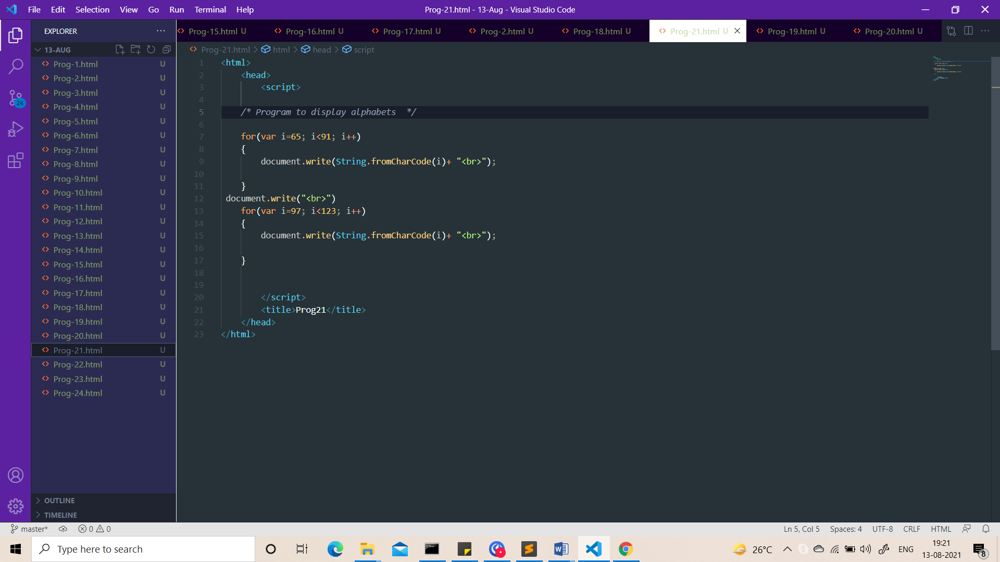 File Edit Selection View Go Run Terminal Help
Prog-21.html - 13-Aug - Visual Studio Code
EXPLORER
Prog-15.html U
Prog-16.html U
Prog-17.html U
Prog-2.html U
Prog-18.html U
Prog-21.html U
Prog-19.html U
Prog-20.html U
13-AUG
Prog-1.html U
Prog-2.html U
Prog-3.html U
Prog-4.html U
Prog-5.html U
Prog-6.html U
Prog-7.html U
Prog-8.html U
Prog-9.html U
Prog-10.html U
Prog-11.html U
Prog-12.html U
Prog-13.html U
Prog-14.html U
Prog-15.html U
Prog-16.html U
Prog-17.html U
Prog-18.html U
Prog-19.html U
Prog-20.html U
Prog-21.html U
Prog-22.html U
Prog-23.html U
Prog-24.html U
OUTLINE
TIMELINE
24
Prog-21.html > html > head > script
1 <html>
2 <head>
3 <script>
4
5 /* Program to display alphabets  */
6
7 for(var i=65; i<91; i++)
8 {
9 document.write(String.fromCharCode(i)+ "<br>");
10
11 }
12 document.write("<br>")
13 for(var i=97; i<123; i++)
14 {
15 document.write(String.fromCharCode(i)+ "<br>");
16
17 }
18
19
20 </script>
21 <title>Prog21</title>
22 </head>
23 </html>
master* 0 0
Ln 5, Col 5 Spaces: 4 UTF-8 CRLF HTML
Type here to search
26°C
ENG
19:21
13-08-2021
8